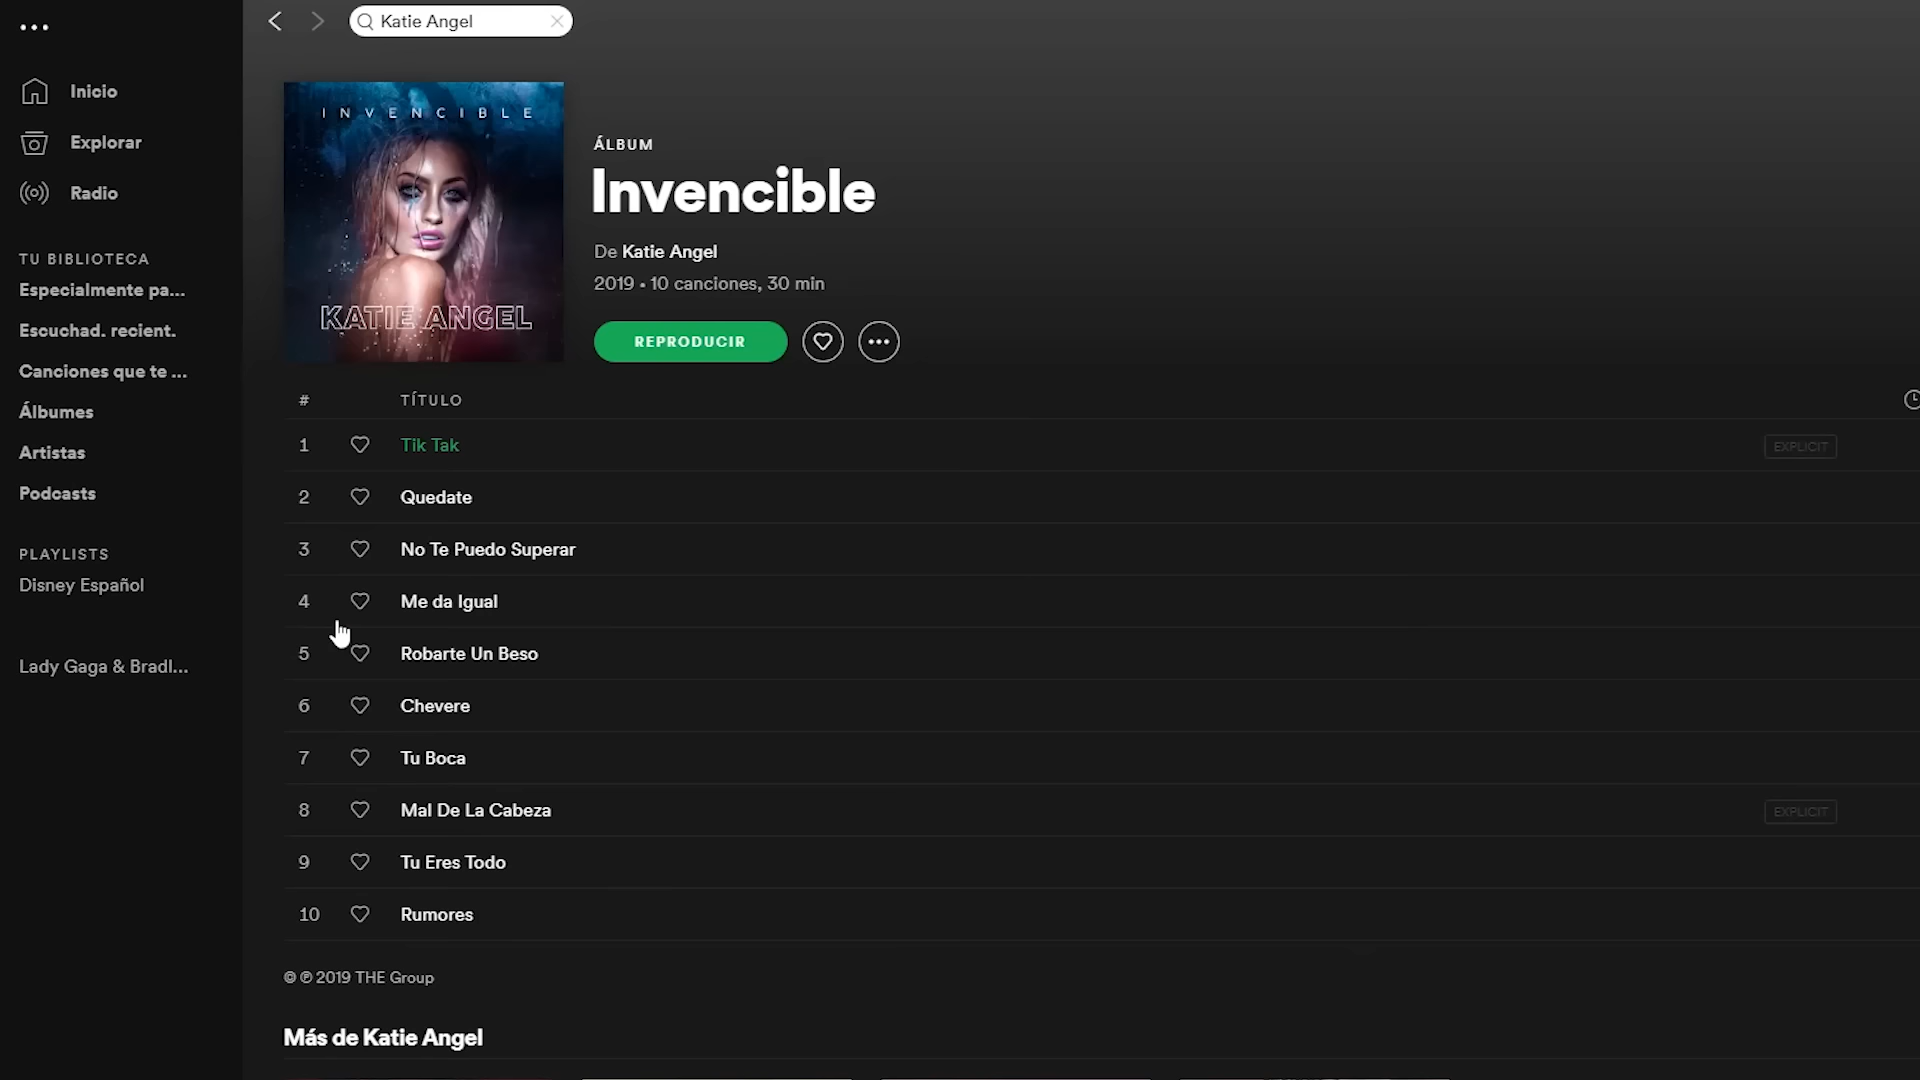 Katie Angel
Inicio
Explorar
Radio
TU BIBLIOTECA
Especialmente pa...
Escuchad. recient.
Canciones que te ...
Álbumes
Artistas
Podcasts
PLAYLISTS
Disney Español
Lady Gaga & Bradl...
INVENCIBLE
KATIE ANGEL
ÁLBUM
Invencible
De Katie Angel
2019 • 10 canciones, 30 min
REPRODUCIR
# TÍTULO
1 Tik Tak EXPLICIT
2 Quedate
3 No Te Puedo Superar
4 Me da Igual
5 Robarte Un Beso
6 Chevere
7 Tu Boca
8 Mal De La Cabeza EXPLICIT
9 Tu Eres Todo
10 Rumores
© ℗ 2019 THE Group
Más de Katie Angel